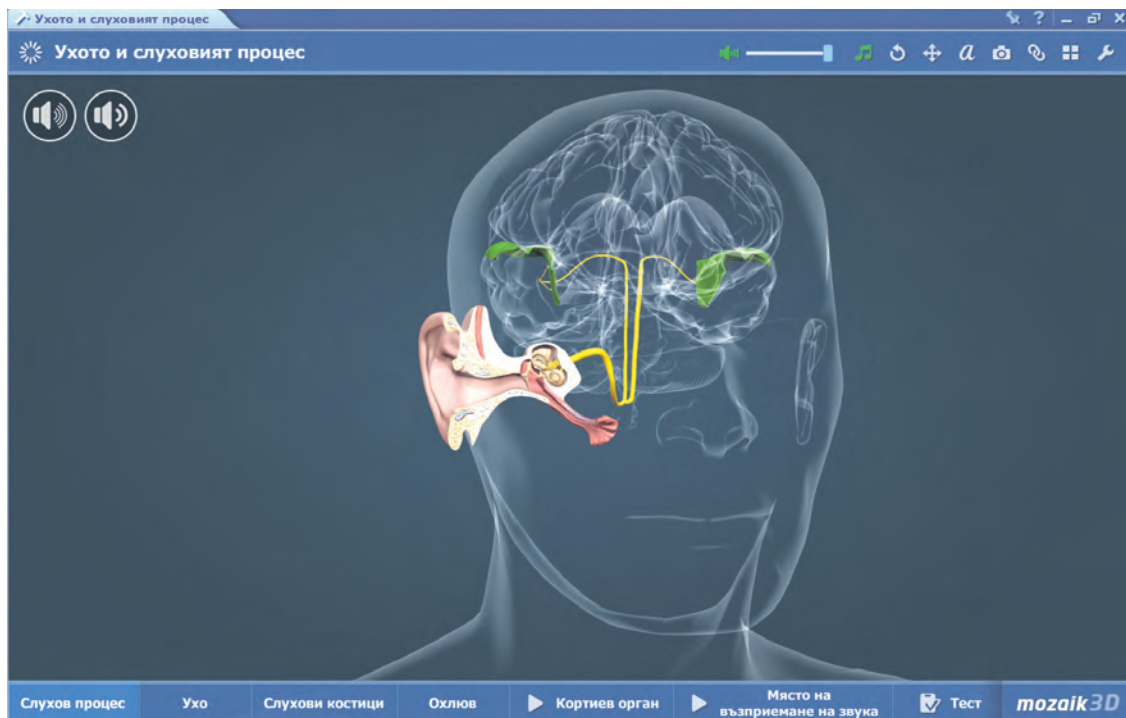 Ухото и слуховият процес
Ухото и слуховият процес
Слухов процес
Ухо
Слухови костици
Охлюв
Кортиев орган
Място на
възприемане на звука
Тест
mozaik3D